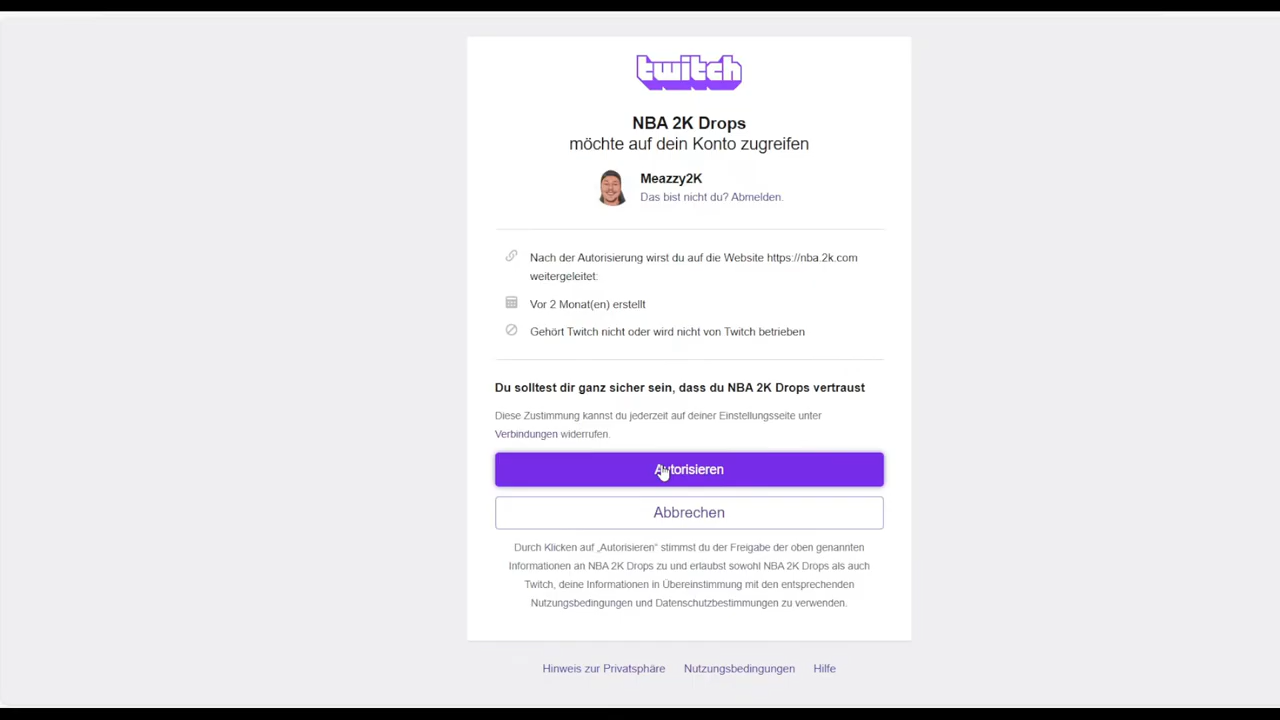 twitch
NBA 2K Drops
möchte auf dein Konto zugreifen
Meazzy2K
Das bist nicht du? Abmelden.
Nach der Autorisierung wirst du auf die Website https://nba.2k.com
weitergeleitet:
Vor 2 Monat(en) erstellt
Gehört Twitch nicht oder wird nicht von Twitch betrieben
Du solltest dir ganz sicher sein, dass du NBA 2K Drops vertraust
Diese Zustimmung kannst du jederzeit auf deiner Einstellungsseite unter
Verbindungen widerrufen.
Autorisieren
Abbrechen
Durch Klicken auf „Autorisieren" stimmst du der Freigabe der oben genannten
Informationen an NBA 2K Drops zu und erlaubst sowohl NBA 2K Drops als auch
Twitch, deine Informationen in Übereinstimmung mit den entsprechenden
Nutzungsbedingungen und Datenschutzbestimmungen zu verwenden.
Hinweis zur Privatsphäre Nutzungsbedingungen Hilfe